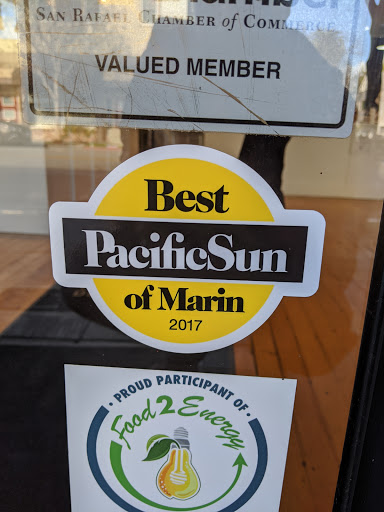 SAN RAFAEL CHAMBER OF COMMERCE
VALUED MEMBER
Best
PacificSun
of Marin
2017
• PROUD PARTICIPANT OF •
Food2Energy